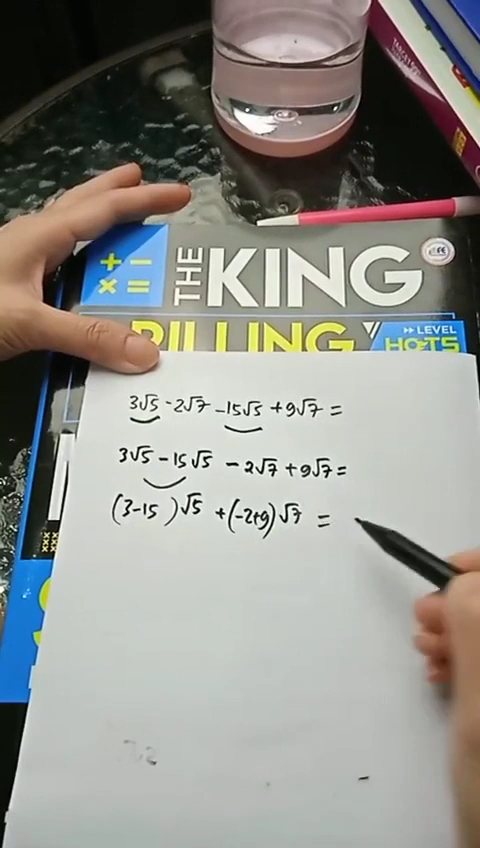 TARGET
+ -
× =
THE KING
LEVEL
HOTS
3√5 - 2√7 - 15√5 + 9√7 =
3√5 - 15√5 - 2√7 + 9√7 =
(3-15)√5 + (-2+9)√7 =